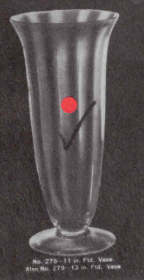 No. 278—11 in. Ftd. Vase
Also No. 279—13 in. Ftd. Vase